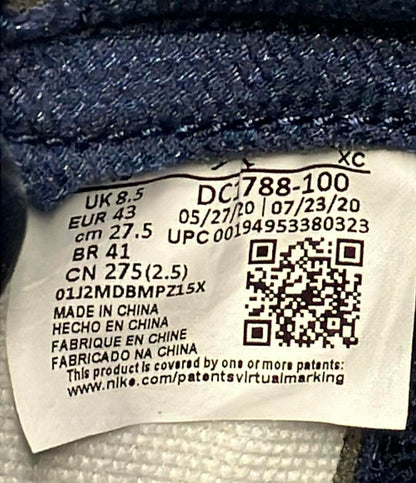 XC
UK 8.5
EUR 43
cm 27.5
BR 41
CN 275(2.5)
DC1788-100
05/27/20 | 07/23/20
UPC 00194953380323
01J2MDBMPZ15X
MADE IN CHINA
HECHO EN CHINA
FABRIQUE EN CHINE
FABRICADO NA CHINA
This product is covered by one or more patents:
www.nike.com/patentsvirtualmarking